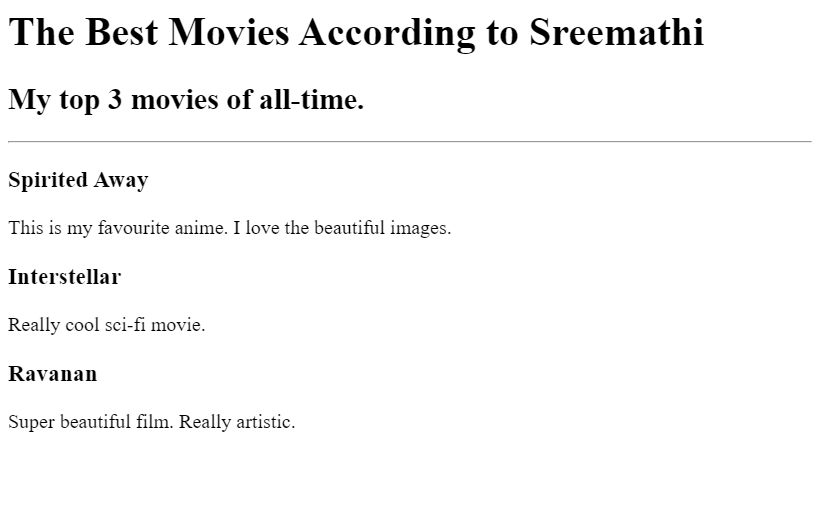 The Best Movies According to Sreemathi
My top 3 movies of all-time.
Spirited Away
This is my favourite anime. I love the beautiful images.
Interstellar
Really cool sci-fi movie.
Ravanan
Super beautiful film. Really artistic.